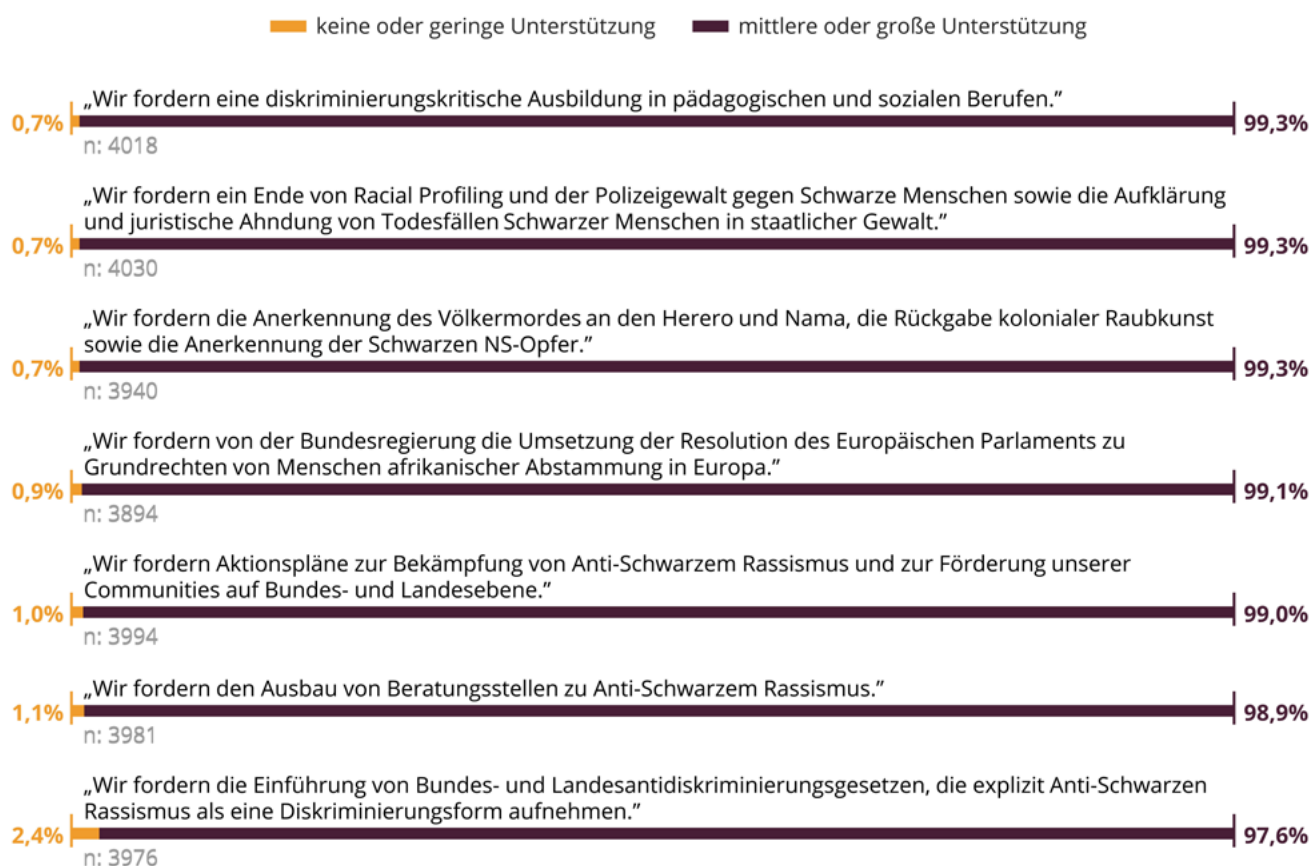 keine oder geringe Unterstützung mittlere oder große Unterstützung
„Wir fordern eine diskriminierungskritische Ausbildung in pädagogischen und sozialen Berufen.”
0,7% 99,3%
n: 4018
„Wir fordern ein Ende von Racial Profiling und der Polizeigewalt gegen Schwarze Menschen sowie die Aufklärung
und juristische Ahndung von Todesfällen Schwarzer Menschen in staatlicher Gewalt.”
0,7% 99,3%
n: 4030
„Wir fordern die Anerkennung des Völkermordes an den Herero und Nama, die Rückgabe kolonialer Raubkunst
sowie die Anerkennung der Schwarzen NS-Opfer.”
0,7% 99,3%
n: 3940
„Wir fordern von der Bundesregierung die Umsetzung der Resolution des Europäischen Parlaments zu
Grundrechten von Menschen afrikanischer Abstammung in Europa.”
0,9% 99,1%
n: 3894
„Wir fordern Aktionspläne zur Bekämpfung von Anti-Schwarzem Rassismus und zur Förderung unserer
Communities auf Bundes- und Landesebene.”
1,0% 99,0%
n: 3994
„Wir fordern den Ausbau von Beratungsstellen zu Anti-Schwarzem Rassismus.”
1,1% 98,9%
n: 3981
„Wir fordern die Einführung von Bundes- und Landesantidiskriminierungsgesetzen, die explizit Anti-Schwarzen
Rassismus als eine Diskriminierungsform aufnehmen.”
2,4% 97,6%
n: 3976